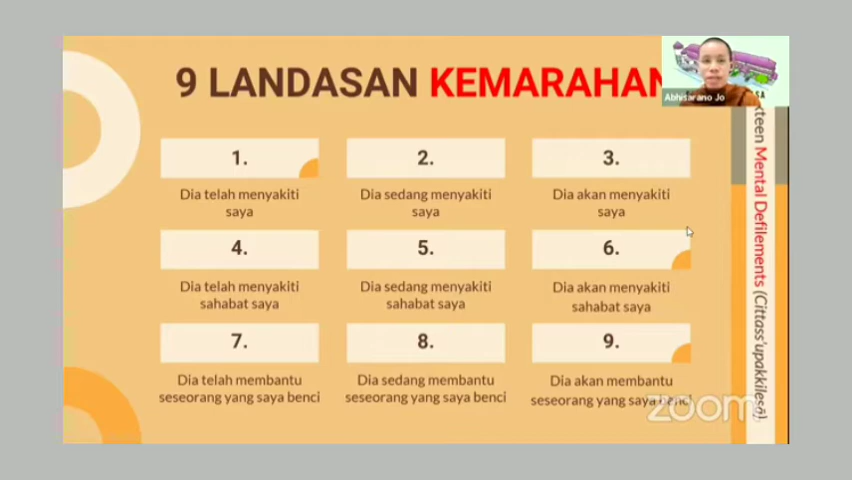 9 LANDASAN KEMARAHAN
Abhisarano Jo
SA
1.
2.
3.
Dia telah menyakiti
saya
Dia sedang menyakiti
saya
Dia akan menyakiti
saya
4.
5.
6.
Dia telah menyakiti
sahabat saya
Dia sedang menyakiti
sahabat saya
Dia akan menyakiti
sahabat saya
7.
8.
9.
Dia telah membantu
seseorang yang saya benci
Dia sedang membantu
seseorang yang saya benci
Dia akan membantu
seseorang yang saya benci
zoom
Mental Defilements (Cittass'upakkilesā)